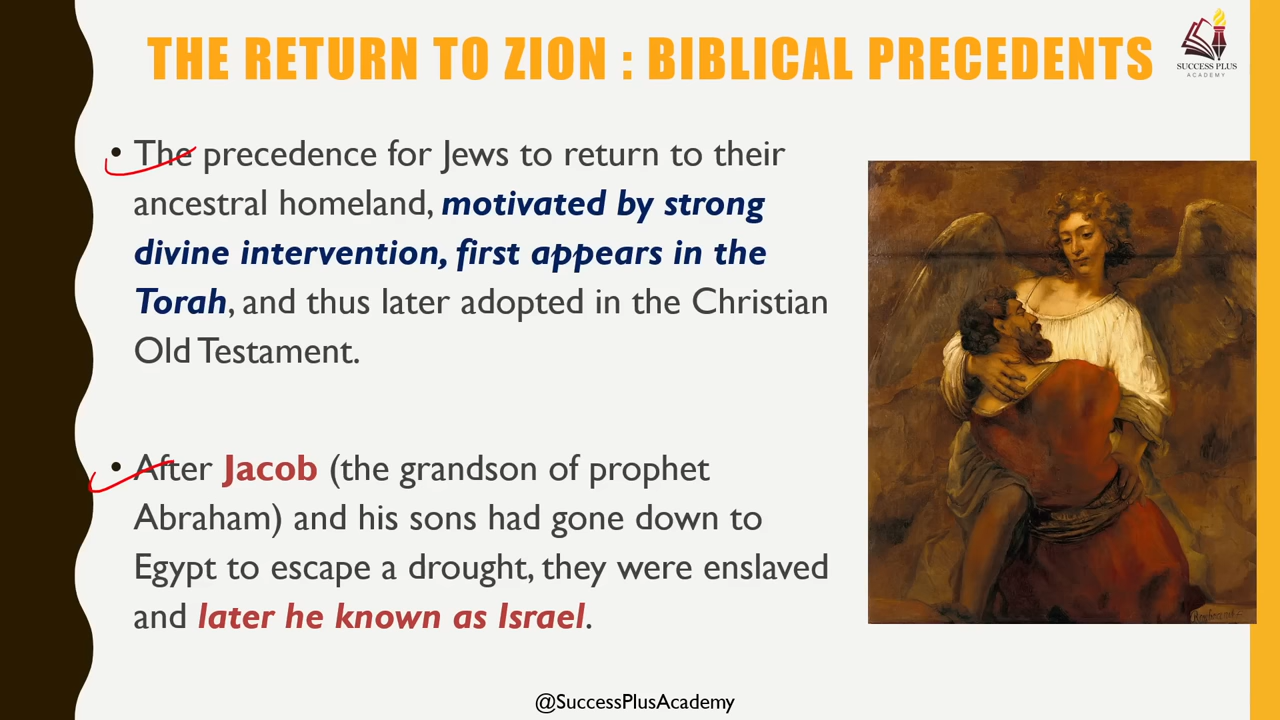 THE RETURN TO ZION : BIBLICAL PRECEDENTS
SUCCESS PLUS
ACADEMY
• The precedence for Jews to return to their
ancestral homeland, motivated by strong
divine intervention, first appears in the
Torah, and thus later adopted in the Christian
Old Testament.
• After Jacob (the grandson of prophet
Abraham) and his sons had gone down to
Egypt to escape a drought, they were enslaved
and later he known as Israel.
@SuccessPlusAcademy